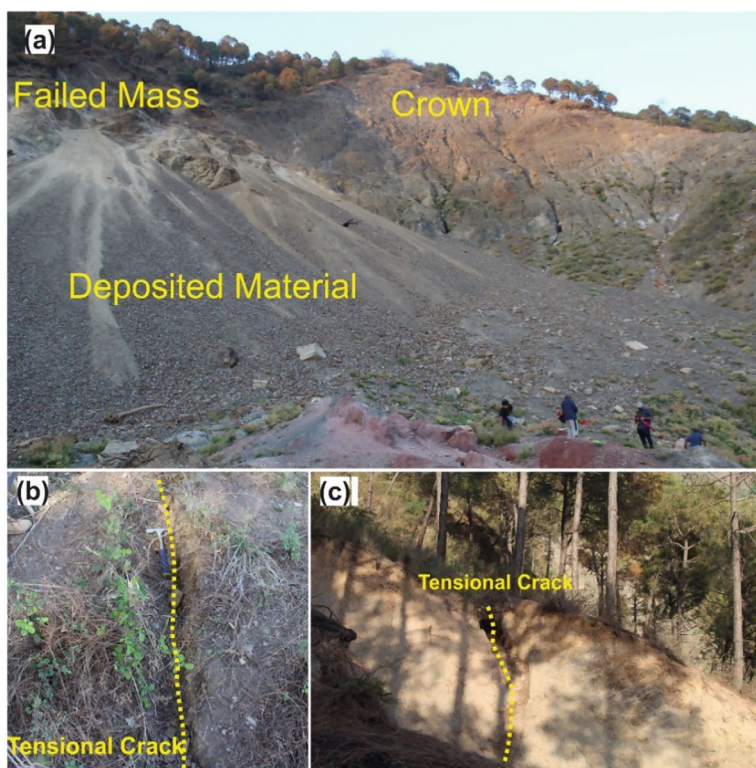 (a)
Failed Mass
Crown
Deposited Material
(b)
Tensional Crack
(c)
Tensional Crack